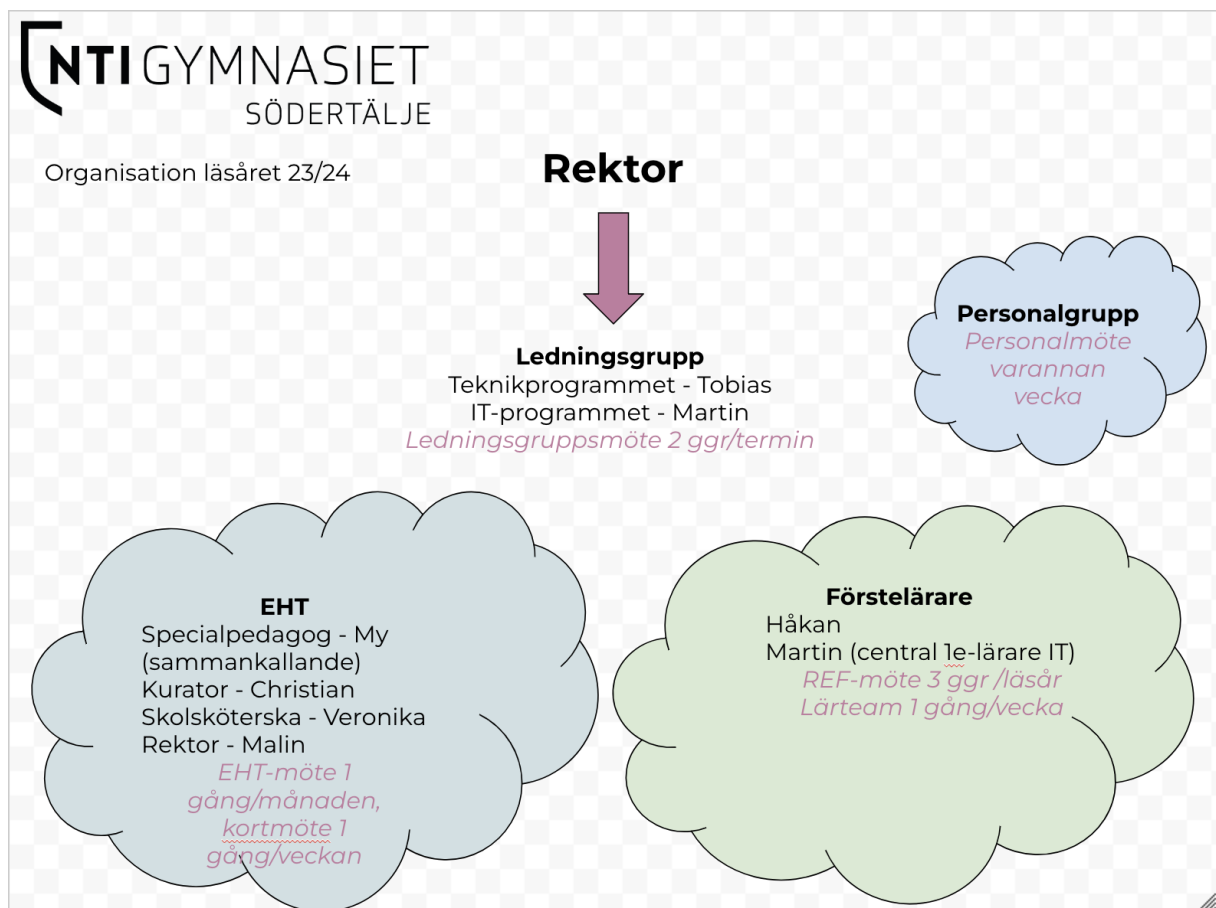 NTI GYMNASIET
SÖDERTÄLJE
Organisation läsåret 23/24
Rektor
Personalgrupp
Personalmöte
varannan
vecka
Ledningsgrupp
Teknikprogrammet - Tobias
IT-programmet - Martin
Ledningsgruppsmöte 2 ggr/termin
EHT
Specialpedagog - My
(sammankallande)
Kurator - Christian
Skolsköterska - Veronika
Rektor - Malin
EHT-möte 1
gång/månaden,
kortmöte 1
gång/veckan
Förstelärare
Håkan
Martin (central 1e-lärare IT)
REF-möte 3 ggr /läsår
Lärteam 1 gång/vecka